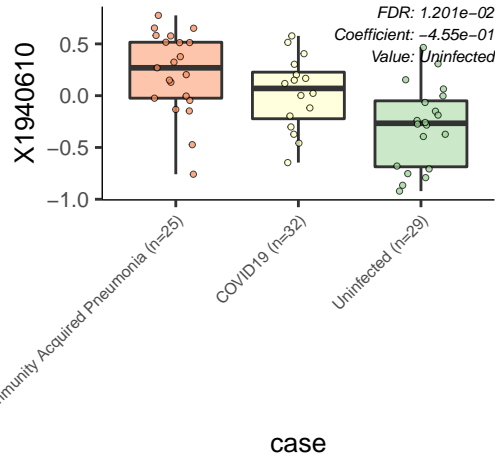 FDR: 1.201e−02
Coefficient: −4.55e−01
Value: Uninfected
X1940610
0.5
0.0
−0.5
−1.0
Acquired Pneumonia (n=25)
COVID19 (n=32)
Uninfected (n=29)
case